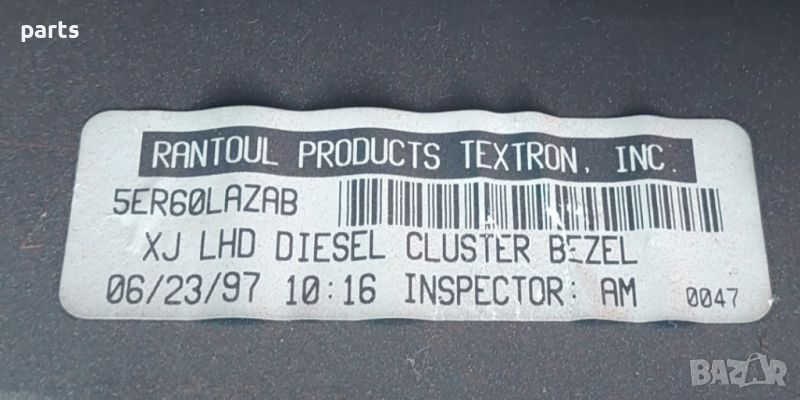 parts
RANTOUL PRODUCTS TEXTRON, INC.
5ER60LAZAB
XJ LHD DIESEL CLUSTER BEZEL
06/23/97 10:16 INSPECTOR: AM 0047
BAZAR